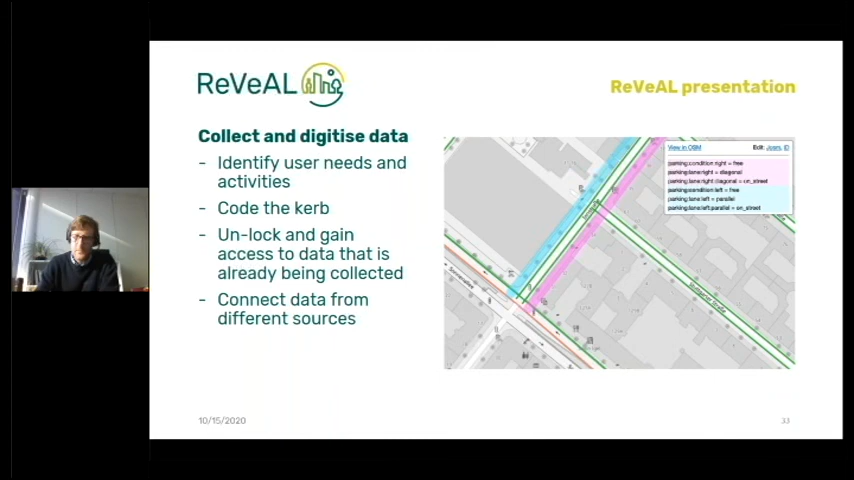 ReVeAL
ReVeAL presentation
Collect and digitise data
- Identify user needs and
activities
- Code the kerb
- Un-lock and gain
access to data that is
already being collected
- Connect data from
different sources
View in OSM Edit: Josm, iD
parking:condition:right = free
parking:lane:right = diagonal
parking:lane:right:diagonal = on_street
parking:condition:left = free
parking:lane:left = parallel
parking:lane:left:parallel = on_street
Sonnenallee
10/15/2020
33